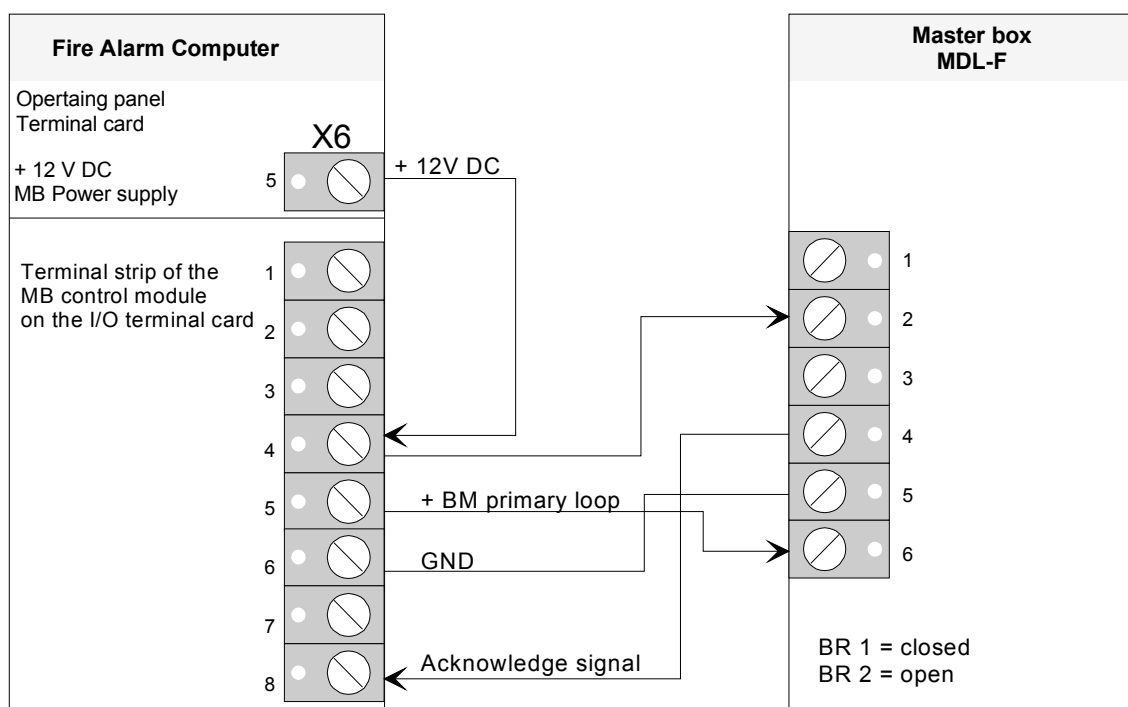 Fire Alarm Computer
Opertaing panel
Terminal card
X6
+ 12 V DC
MB Power supply
5
+ 12V DC
Terminal strip of the
MB control module
on the I/O terminal card
1
2
3
4
5
6
7
8
+ BM primary loop
GND
Acknowledge signal
Master box
MDL-F
1
2
3
4
5
6
BR 1 = closed
BR 2 = open